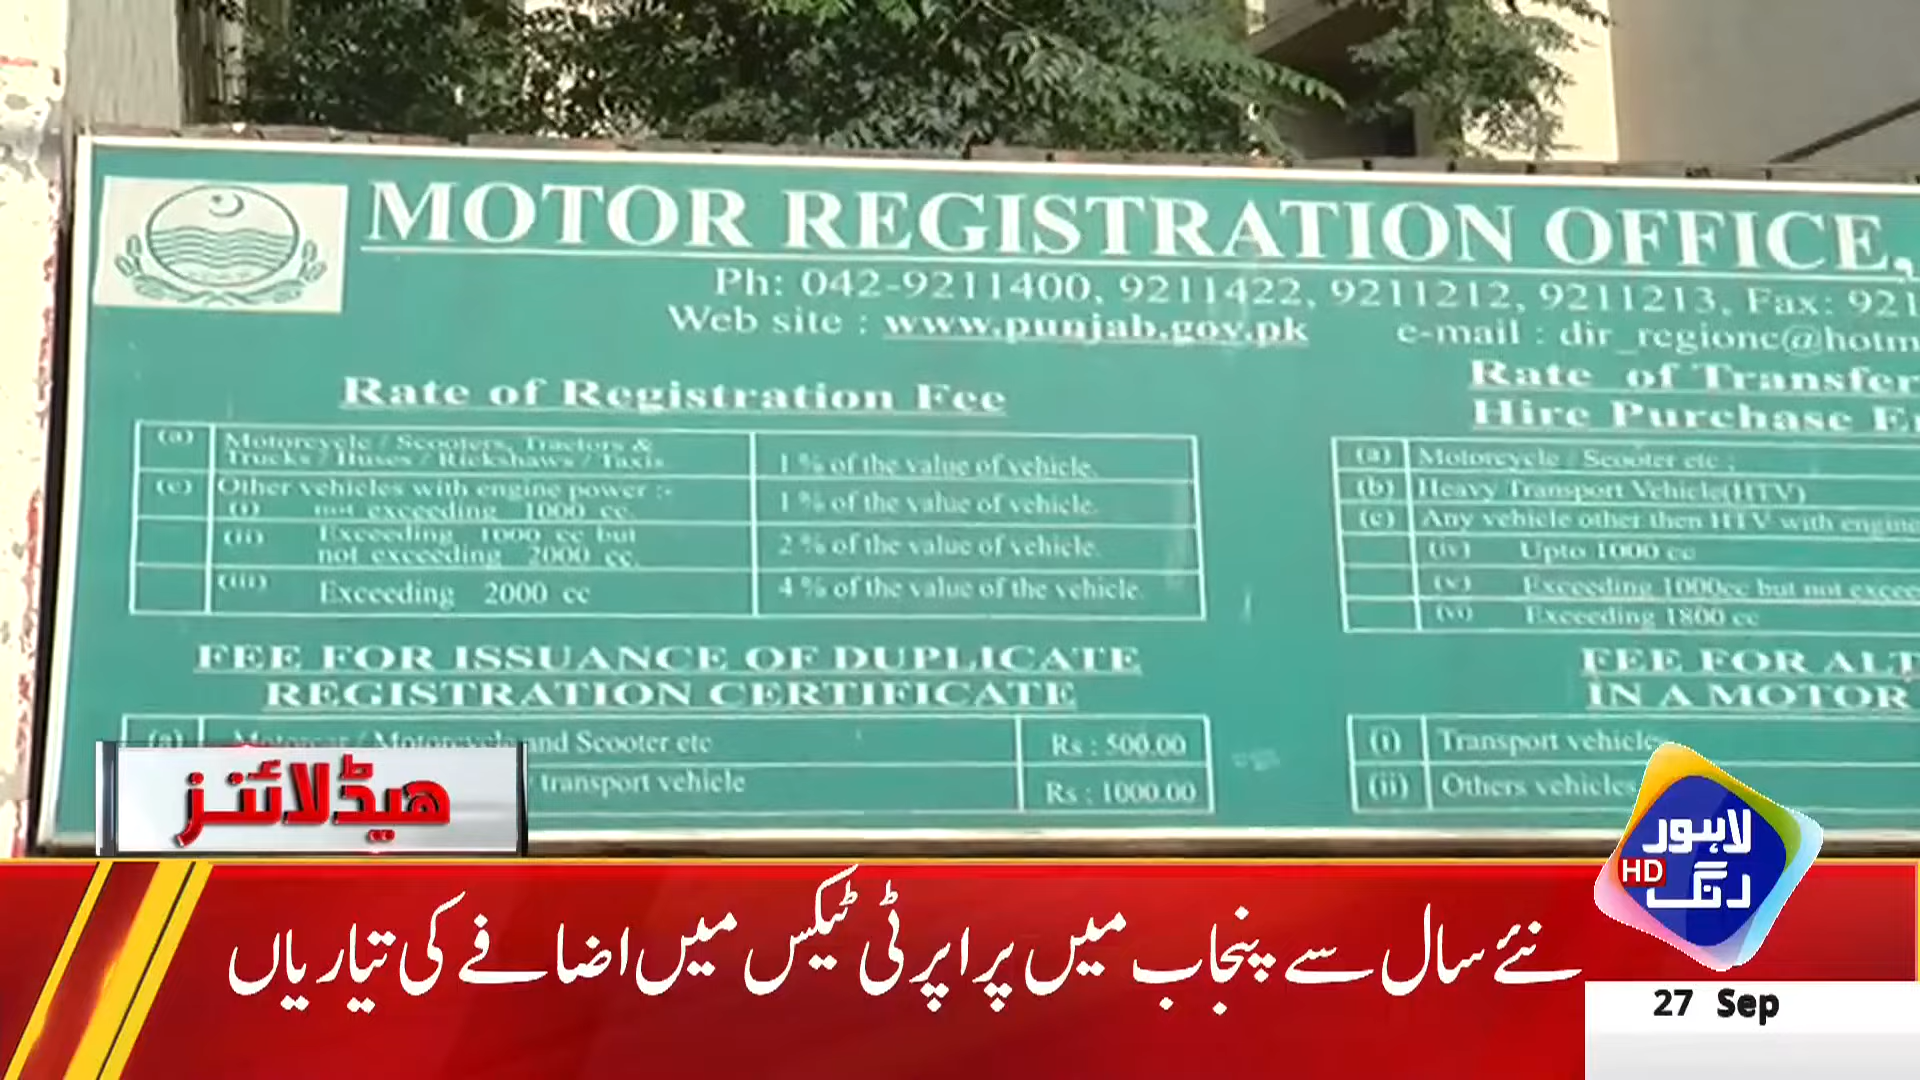 MOTOR REGISTRATION OFFICE,
Ph: 042-9211400, 9211422, 9211212, 9211213, Fax: 921
Web site : www.punjab.gov.pk e-mail : dir_regionc@hotm
Rate of Registration Fee
(a) Motorcycle / Scooters, Tractors &
Trucks / Buses / Rickshaws / Taxis 1 % of the value of vehicle.
(c) Other vehicles with engine power :-
(i) not exceeding 1000 cc. 1 % of the value of vehicle.
(ii) Exceeding 1000 cc but
not exceeding 2000 cc. 2 % of the value of vehicle.
(iii) Exceeding 2000 cc 4 % of the value of the vehicle.
Rate of Transfer
Hire Purchase
(a) Motorcycle / Scooter etc ;
(b) Heavy Transport Vehicle(HTV)
(c) Any vehicle other then HTV with engine
(iv) Upto 1000 cc
(v) Exceeding 1000cc but not excee
(vi) Exceeding 1800 cc
FEE FOR ISSUANCE OF DUPLICATE
REGISTRATION CERTIFICATE
(a) Motorcar / Motorcycle and Scooter etc Rs : 500.00
transport vehicle Rs : 1000.00
FEE FOR ALT
IN A MOTOR
(i) Transport vehicles
(ii) Others vehicles
ہیڈلائنز
لاہور
رنگ
HD
نئے سال سے پنجاب میں پراپرٹی ٹیکس میں اضافے کی تیاریاں
27 Sep